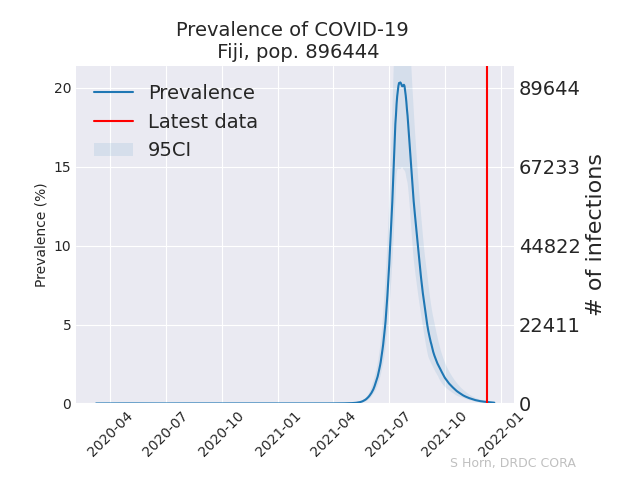 Prevalence of COVID-19
Fiji, pop. 896444
Prevalence
Latest data
95CI
20
15
10
5
0
Prevalence (%)
89644
67233
44822
22411
0
# of infections
2020-04
2020-07
2020-10
2021-01
2021-04
2021-07
2021-10
2022-01
S Horn, DRDC CORA